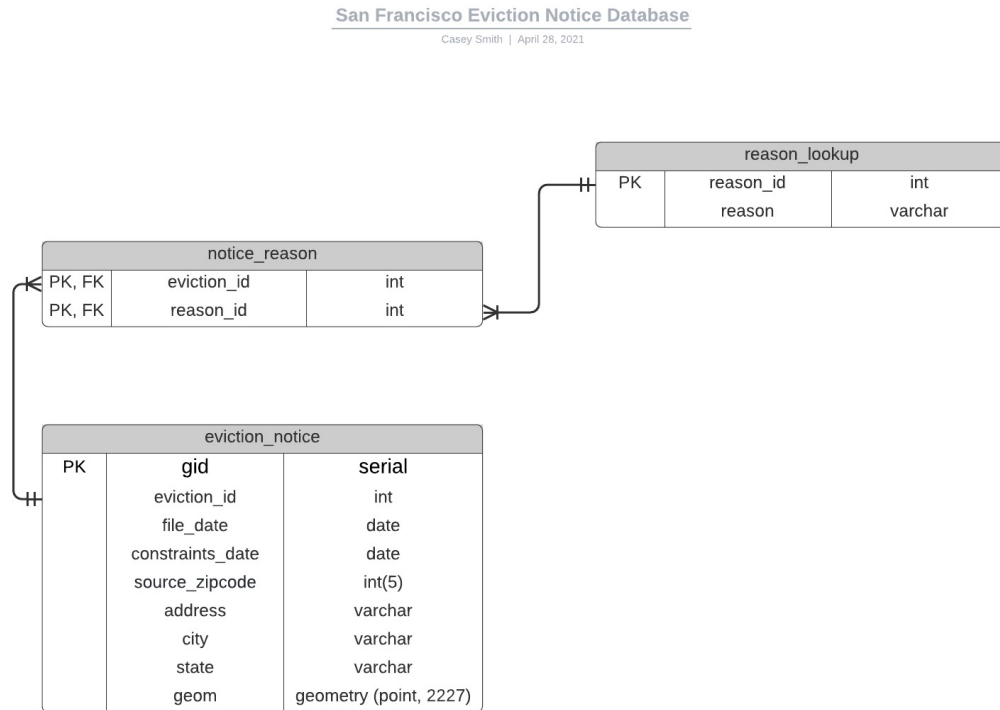 San Francisco Eviction Notice Database
Casey Smith | April 28, 2021
reason_lookup
PK reason_id int
reason varchar
notice_reason
PK, FK eviction_id int
PK, FK reason_id int
eviction_notice
PK gid serial
eviction_id int
file_date date
constraints_date date
source_zipcode int(5)
address varchar
city varchar
state varchar
geom geometry (point, 2227)